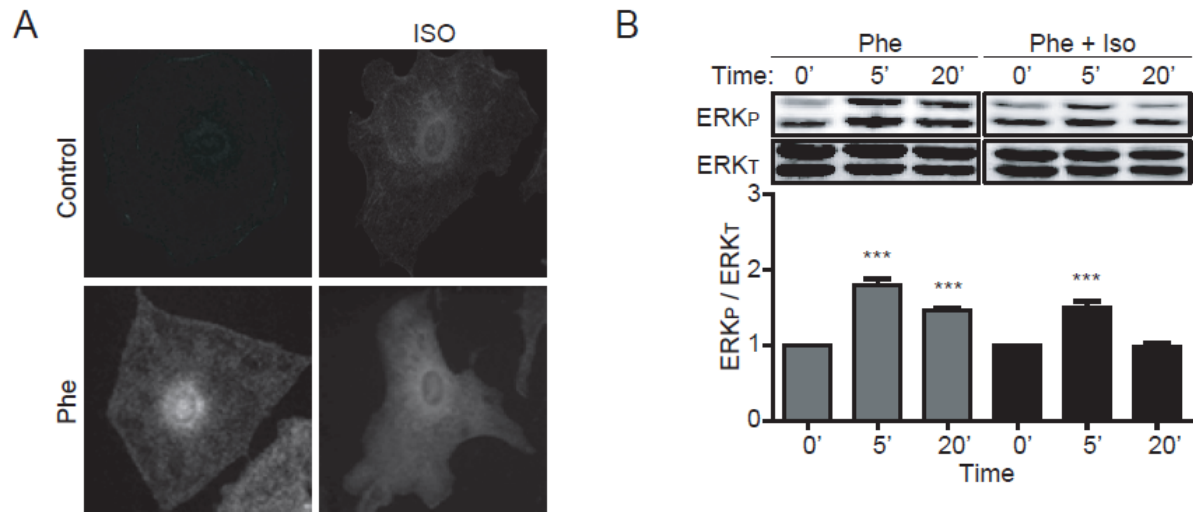 A
ISO
Control
Phe
B
Phe Phe + Iso
Time: 0’ 5’ 20’ 0’ 5’ 20’
ERKP
ERKT
ERKP / ERKT
3
2
1
0
*** *** ***
0’ 5’ 20’ 0’ 5’ 20’
Time